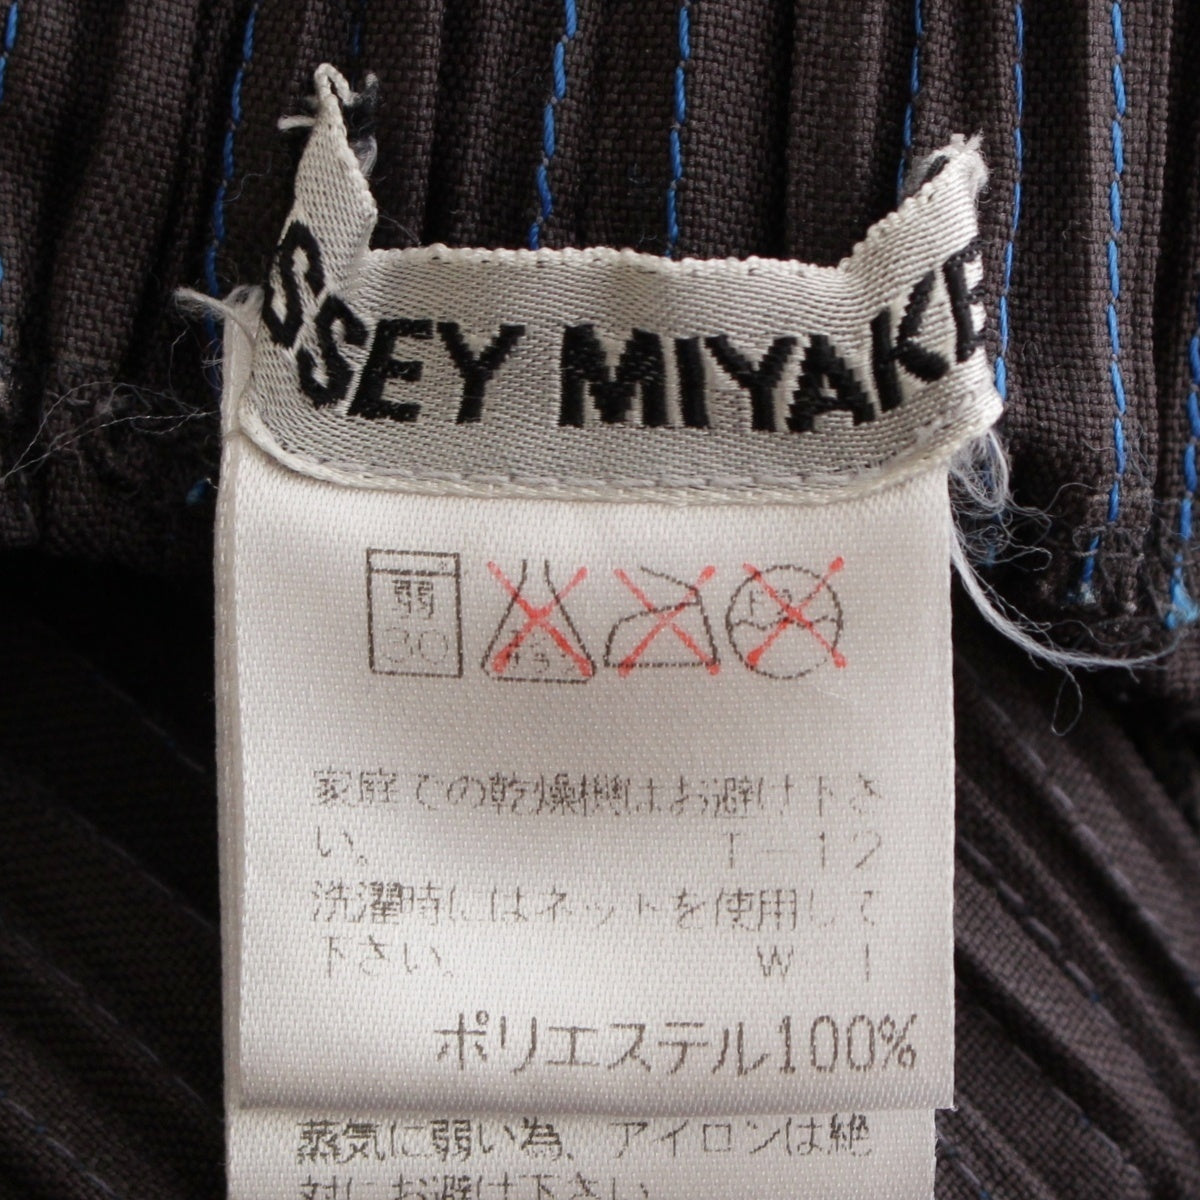 SSEY MIYAKE
弱
30
家庭での乾燥機はお避け下さ
い。 T-12
洗濯時にはネットを使用して
下さい。 W 1
ポリエステル100%
蒸気に弱い為、アイロンは絶
対にお避け下さい。